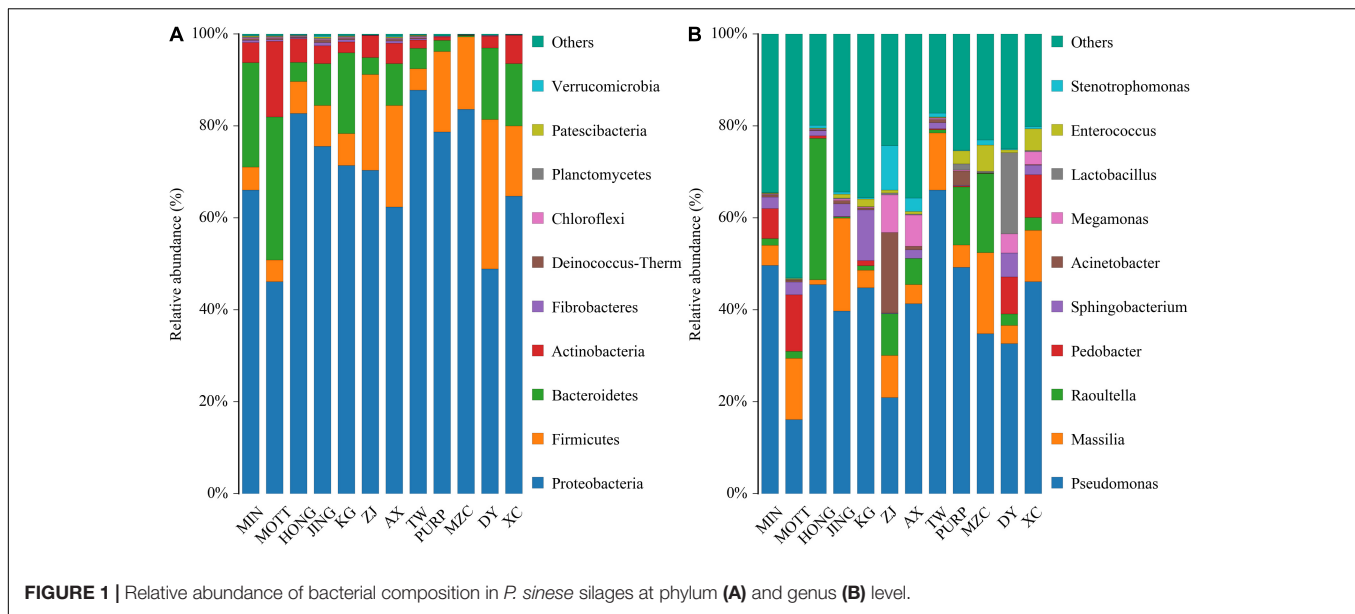 A
100%
80%
60%
40%
20%
0%
Relative abundance (%)
MIN
MOTT
HONG
JING
KG
ZJ
AX
TW
PURP
MZC
DY
XC
Others
Verrucomicrobia
Patescibacteria
Planctomycetes
Chloroflexi
Deinococcus-Therm
Fibrobacteres
Actinobacteria
Bacteroidetes
Firmicutes
Proteobacteria
B
100%
80%
60%
40%
20%
0%
Relative abundance (%)
MIN
MOTT
HONG
JING
KG
ZJ
AX
TW
PURP
MZC
DY
XC
Others
Stenotrophomonas
Enterococcus
Lactobacillus
Megamonas
Acinetobacter
Sphingobacterium
Pedobacter
Raoultella
Massilia
Pseudomonas
FIGURE 1 | Relative abundance of bacterial composition in P. sinese silages at phylum (A) and genus (B) level.